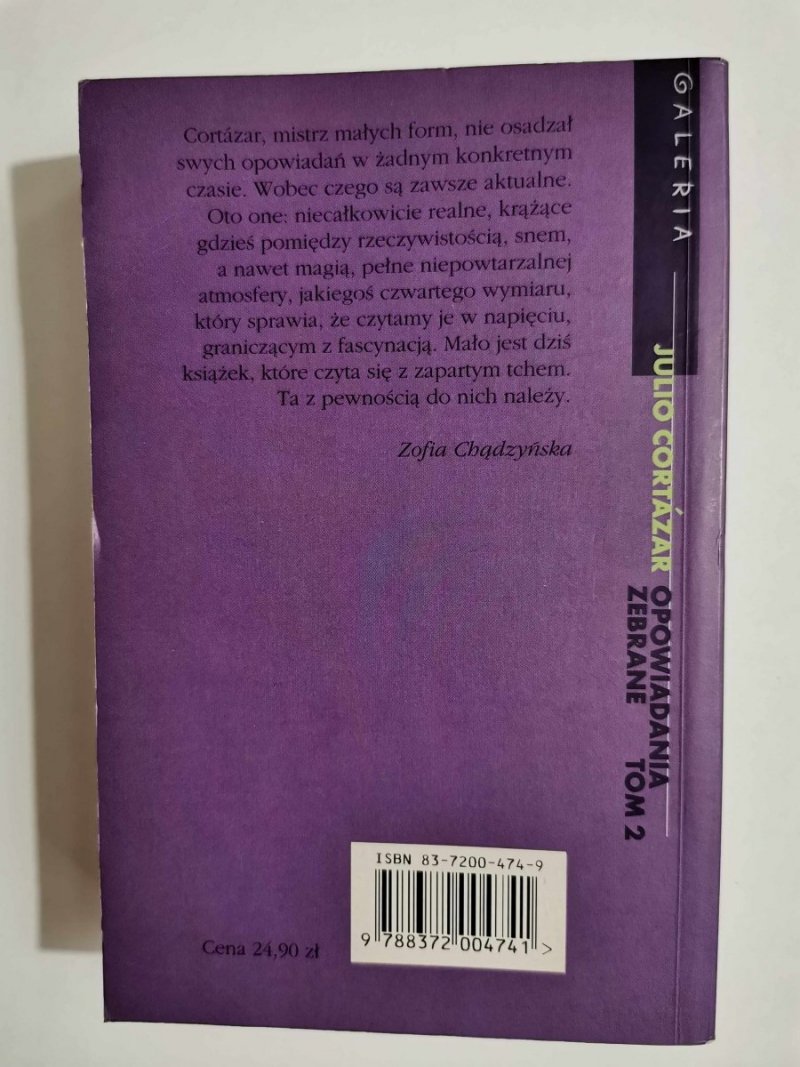 Cortázar, mistrz małych form, nie osadzał
swych opowiadań w żadnym konkretnym
czasie. Wobec czego są zawsze aktualne.
Oto one: niecałkowicie realne, krążące
gdzieś pomiędzy rzeczywistością, snem,
a nawet magią, pełne niepowtarzalnej
atmosfery, jakiegoś czwartego wymiaru,
który sprawia, że czytamy je w napięciu,
graniczącym z fascynacją. Mało jest dziś
książek, które czyta się z zapartym tchem.
Ta z pewnością do nich należy.
Zofia Chądzyńska
GALERIA
JULIO CORTÁZAR
OPOWIADANIA
ZEBRANE TOM 2
ISBN 83-7200-474-9
9 788372 004741 >
Cena 24,90 zł